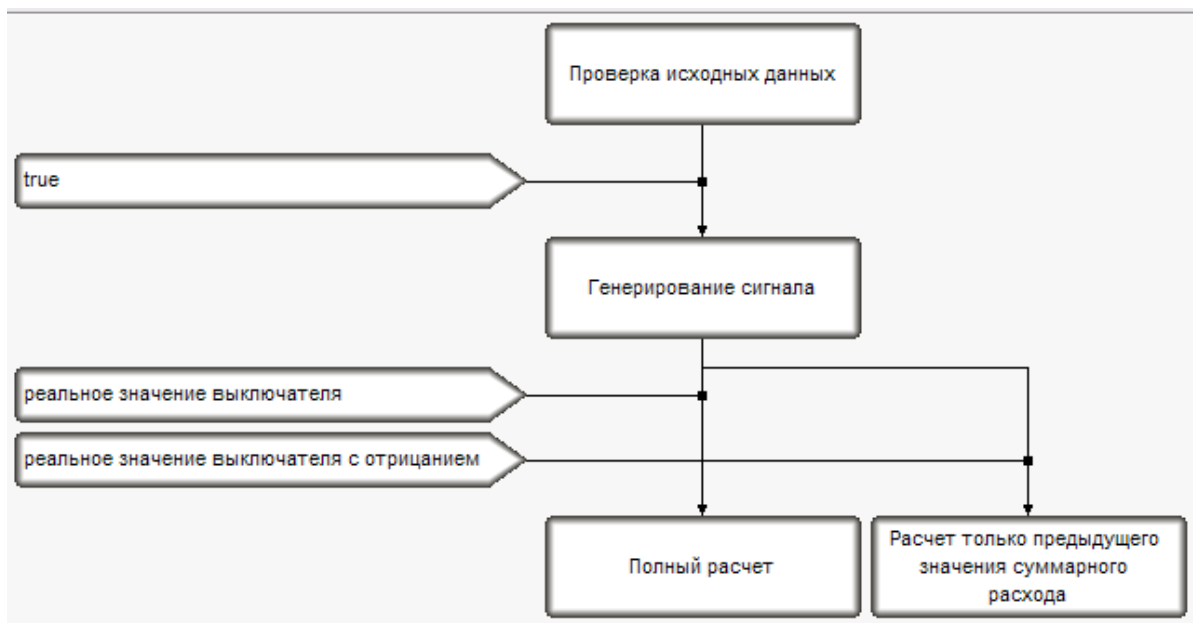 Проверка исходных данных
true
Генерирование сигнала
реальное значение выключателя
реальное значение выключателя с отрицанием
Полный расчет
Расчет только предыдущего
значения суммарного
расхода